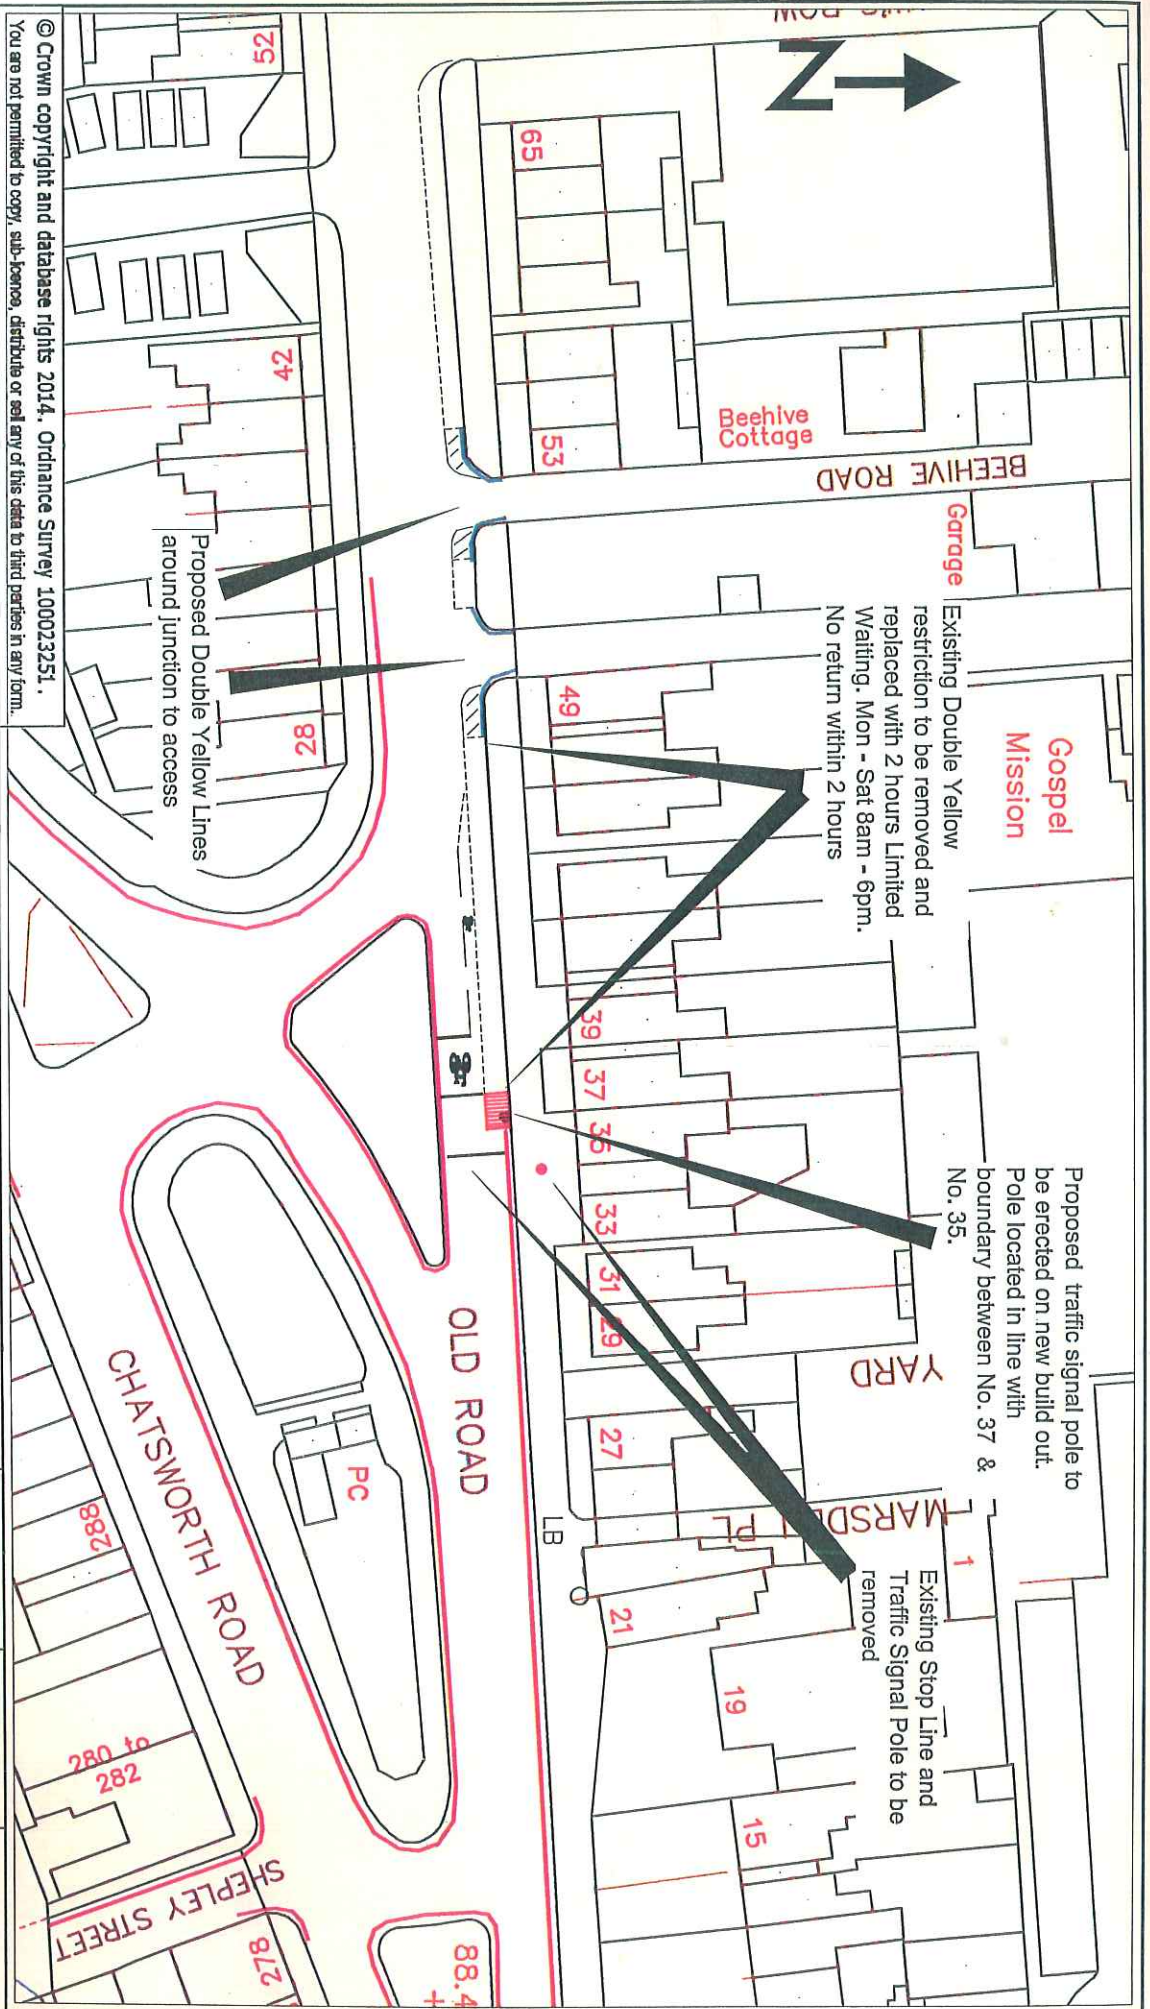 N
65
53
Beehive
Cottage
BEEHIVE ROAD
Garage
Gospel
Mission
Existing Double Yellow
restriction to be removed and
replaced with 2 hours Limited
Waiting. Mon - Sat 8am - 6pm.
No return within 2 hours
49
39
37
35
33
31
29
27
21
19
15
1
YARD
LB
PL
Proposed traffic signal pole to
be erected on new build out.
Pole located in line with
boundary between No. 37 &
No. 35.
Existing Stop Line and
Traffic Signal Pole to be
removed
52
42
28
Proposed Double Yellow Lines
around junction to access
OLD ROAD
PC
CHATSWORTH ROAD
288
280 to
282
SHEPLEY STREET
278
88.4
+
© Crown copyright and database rights 2014. Ordnance Survey 100023251.
You are not permitted to copy, sub-licence, distribute or sell any of this data to third parties in any form.